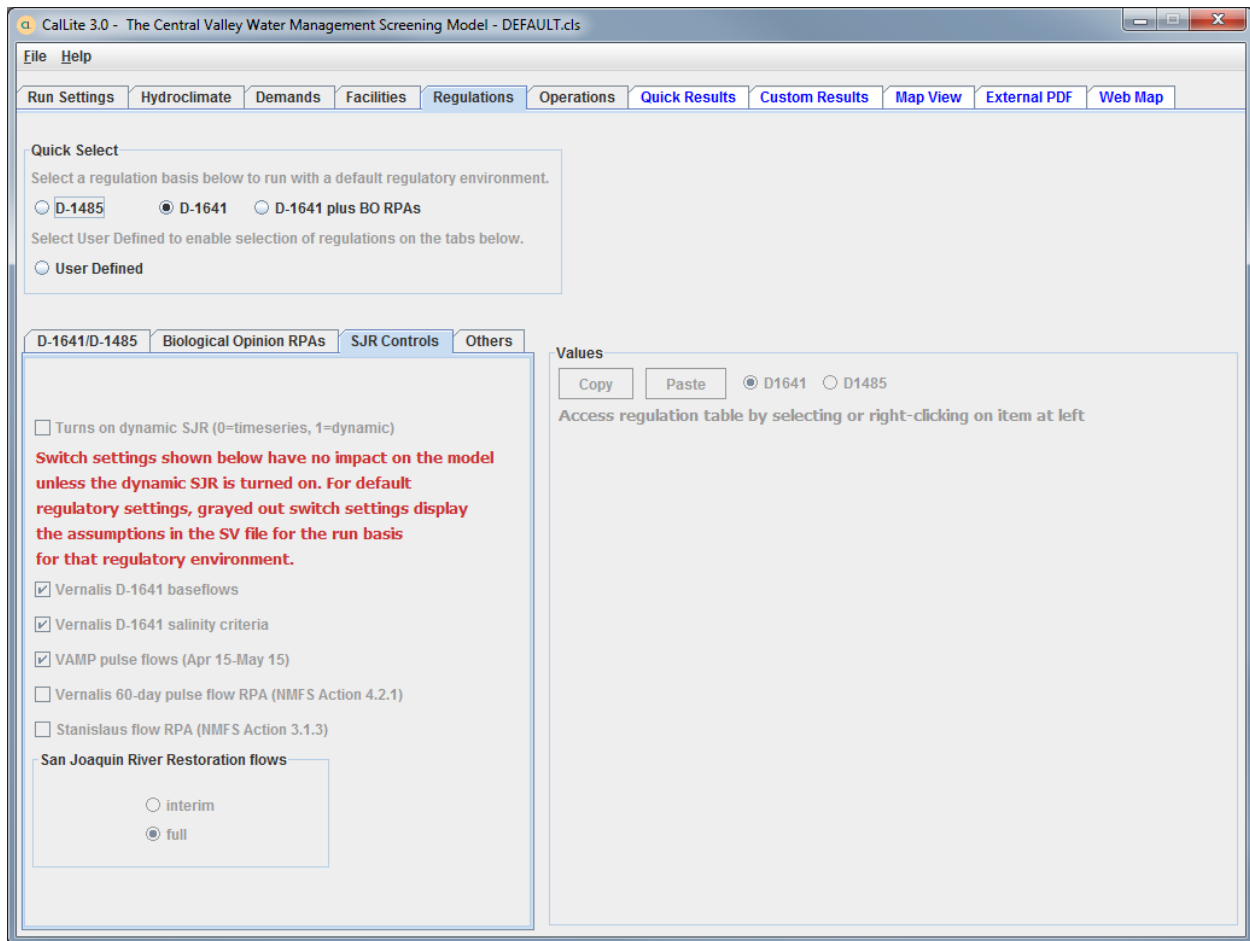 CL CalLite 3.0 - The Central Valley Water Management Screening Model - DEFAULT.cls
File Help
Run Settings Hydroclimate Demands Facilities Regulations Operations Quick Results Custom Results Map View External PDF Web Map
Quick Select
Select a regulation basis below to run with a default regulatory environment.
D-1485 D-1641 D-1641 plus BO RPAs
Select User Defined to enable selection of regulations on the tabs below.
User Defined
D-1641/D-1485 Biological Opinion RPAs SJR Controls Others
Turns on dynamic SJR (0=timeseries, 1=dynamic)
Switch settings shown below have no impact on the model
unless the dynamic SJR is turned on. For default
regulatory settings, grayed out switch settings display
the assumptions in the SV file for the run basis
for that regulatory environment.
Vernalis D-1641 baseflows
Vernalis D-1641 salinity criteria
VAMP pulse flows (Apr 15-May 15)
Vernalis 60-day pulse flow RPA (NMFS Action 4.2.1)
Stanislaus flow RPA (NMFS Action 3.1.3)
San Joaquin River Restoration flows
interim
full
Values
Copy Paste D1641 D1485
Access regulation table by selecting or right-clicking on item at left